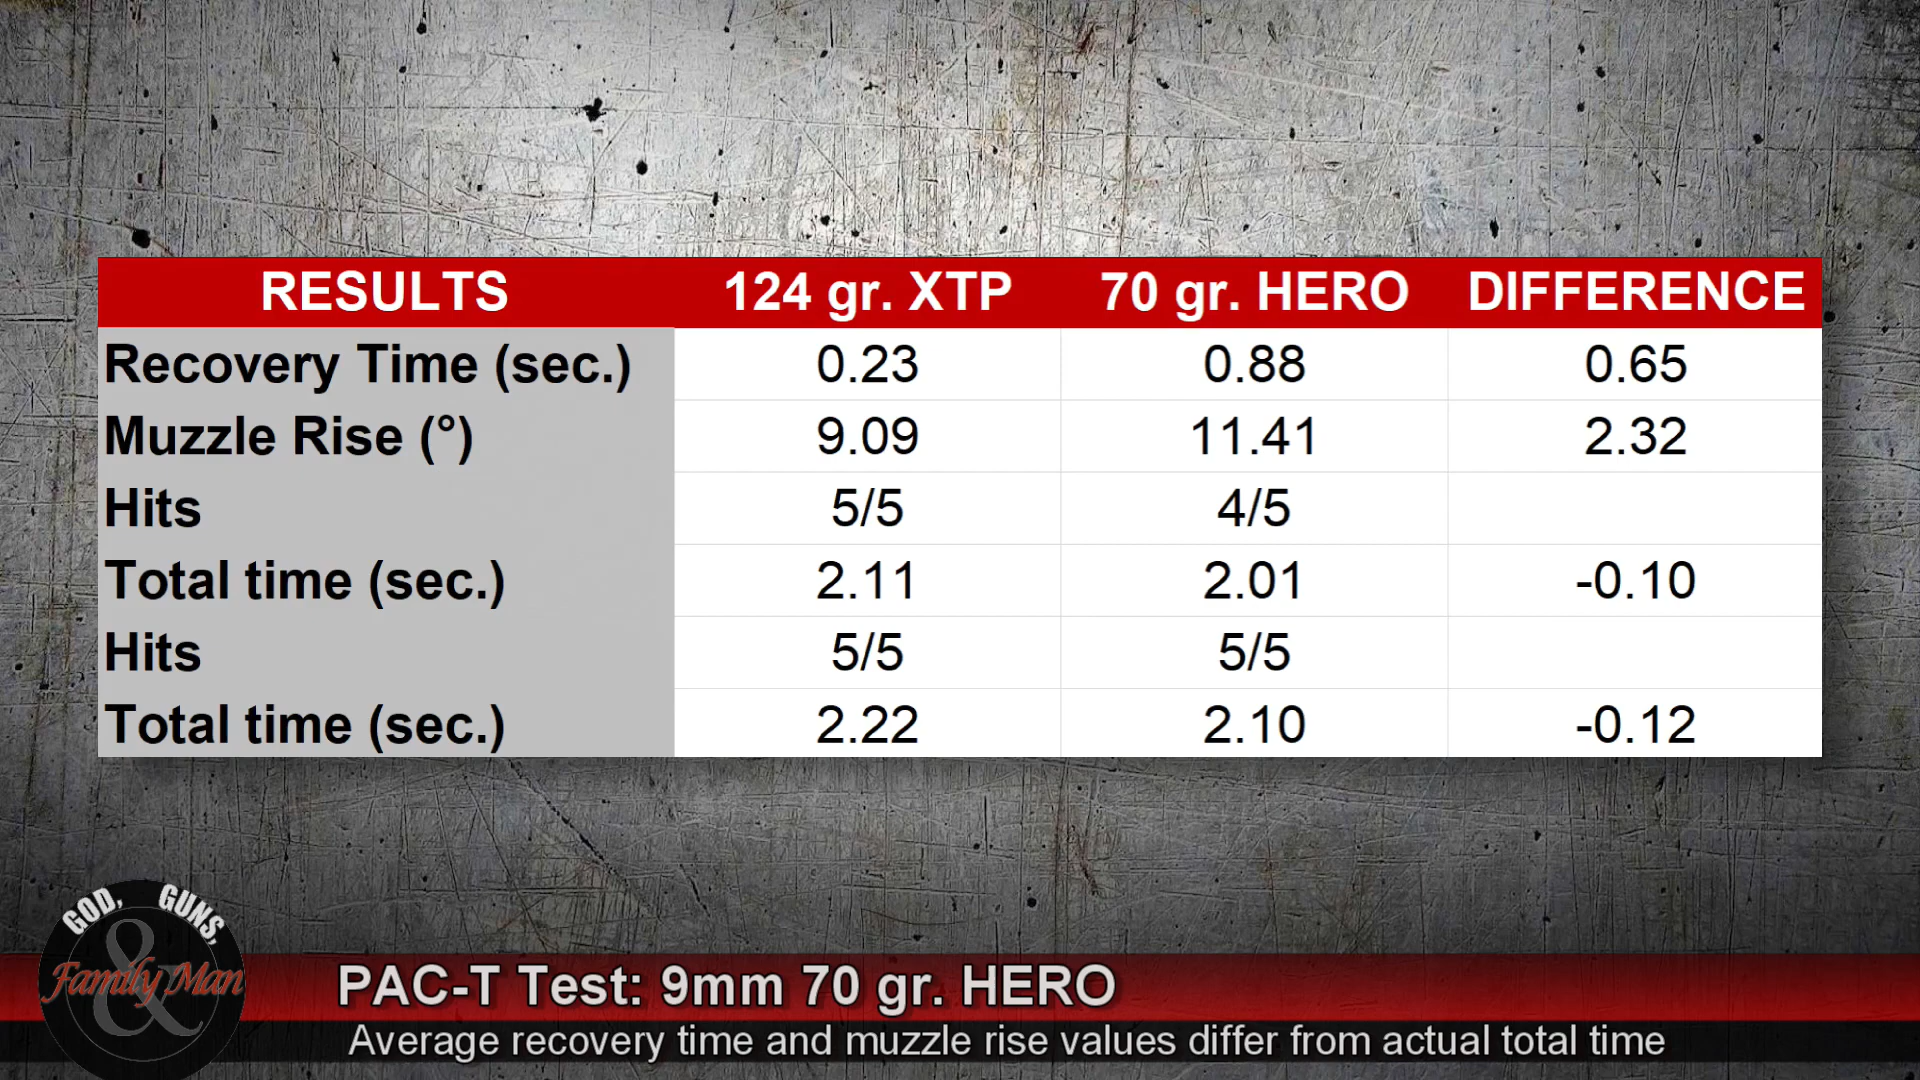 RESULTS 124 gr. XTP 70 gr. HERO DIFFERENCE
Recovery Time (sec.) 0.23 0.88 0.65
Muzzle Rise (°) 9.09 11.41 2.32
Hits 5/5 4/5
Total time (sec.) 2.11 2.01 -0.10
Hits 5/5 5/5
Total time (sec.) 2.22 2.10 -0.12
GOD, GUNS,
&
Family Man
PAC-T Test: 9mm 70 gr. HERO
Average recovery time and muzzle rise values differ from actual total time